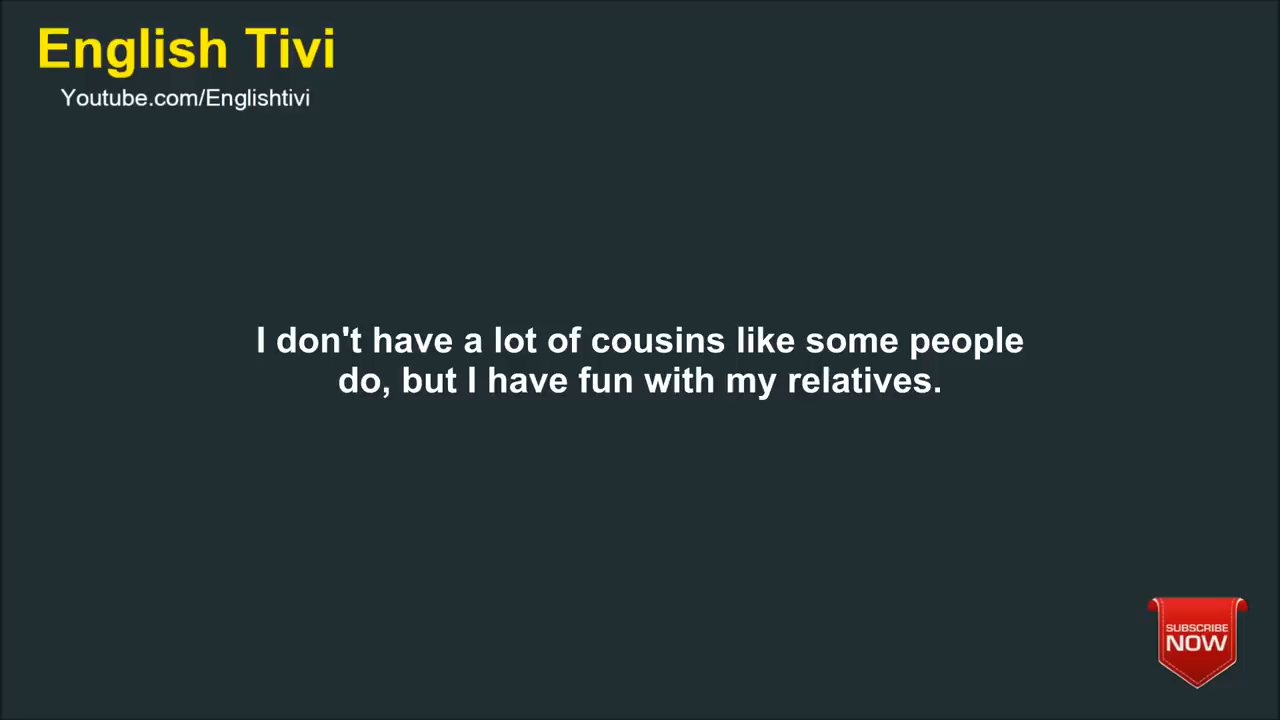 English Tivi
Youtube.com/Englishtivi
I don't have a lot of cousins like some people
do, but I have fun with my relatives.
SUBSCRIBE
NOW